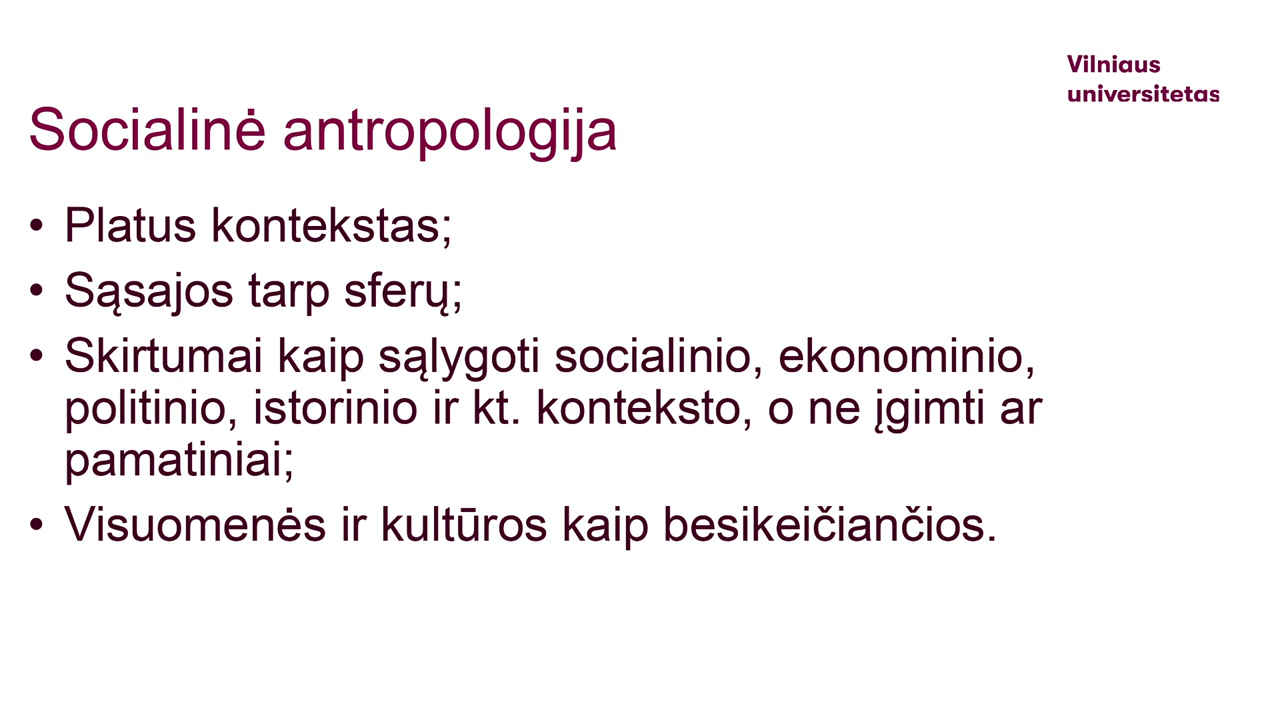 Vilniaus
universitetas
Socialinė antropologija
• Platus kontekstas;
• Sąsajos tarp sferų;
• Skirtumai kaip sąlygoti socialinio, ekonominio,
politinio, istorinio ir kt. konteksto, o ne įgimti ar
pamatiniai;
• Visuomenės ir kultūros kaip besikeičiančios.